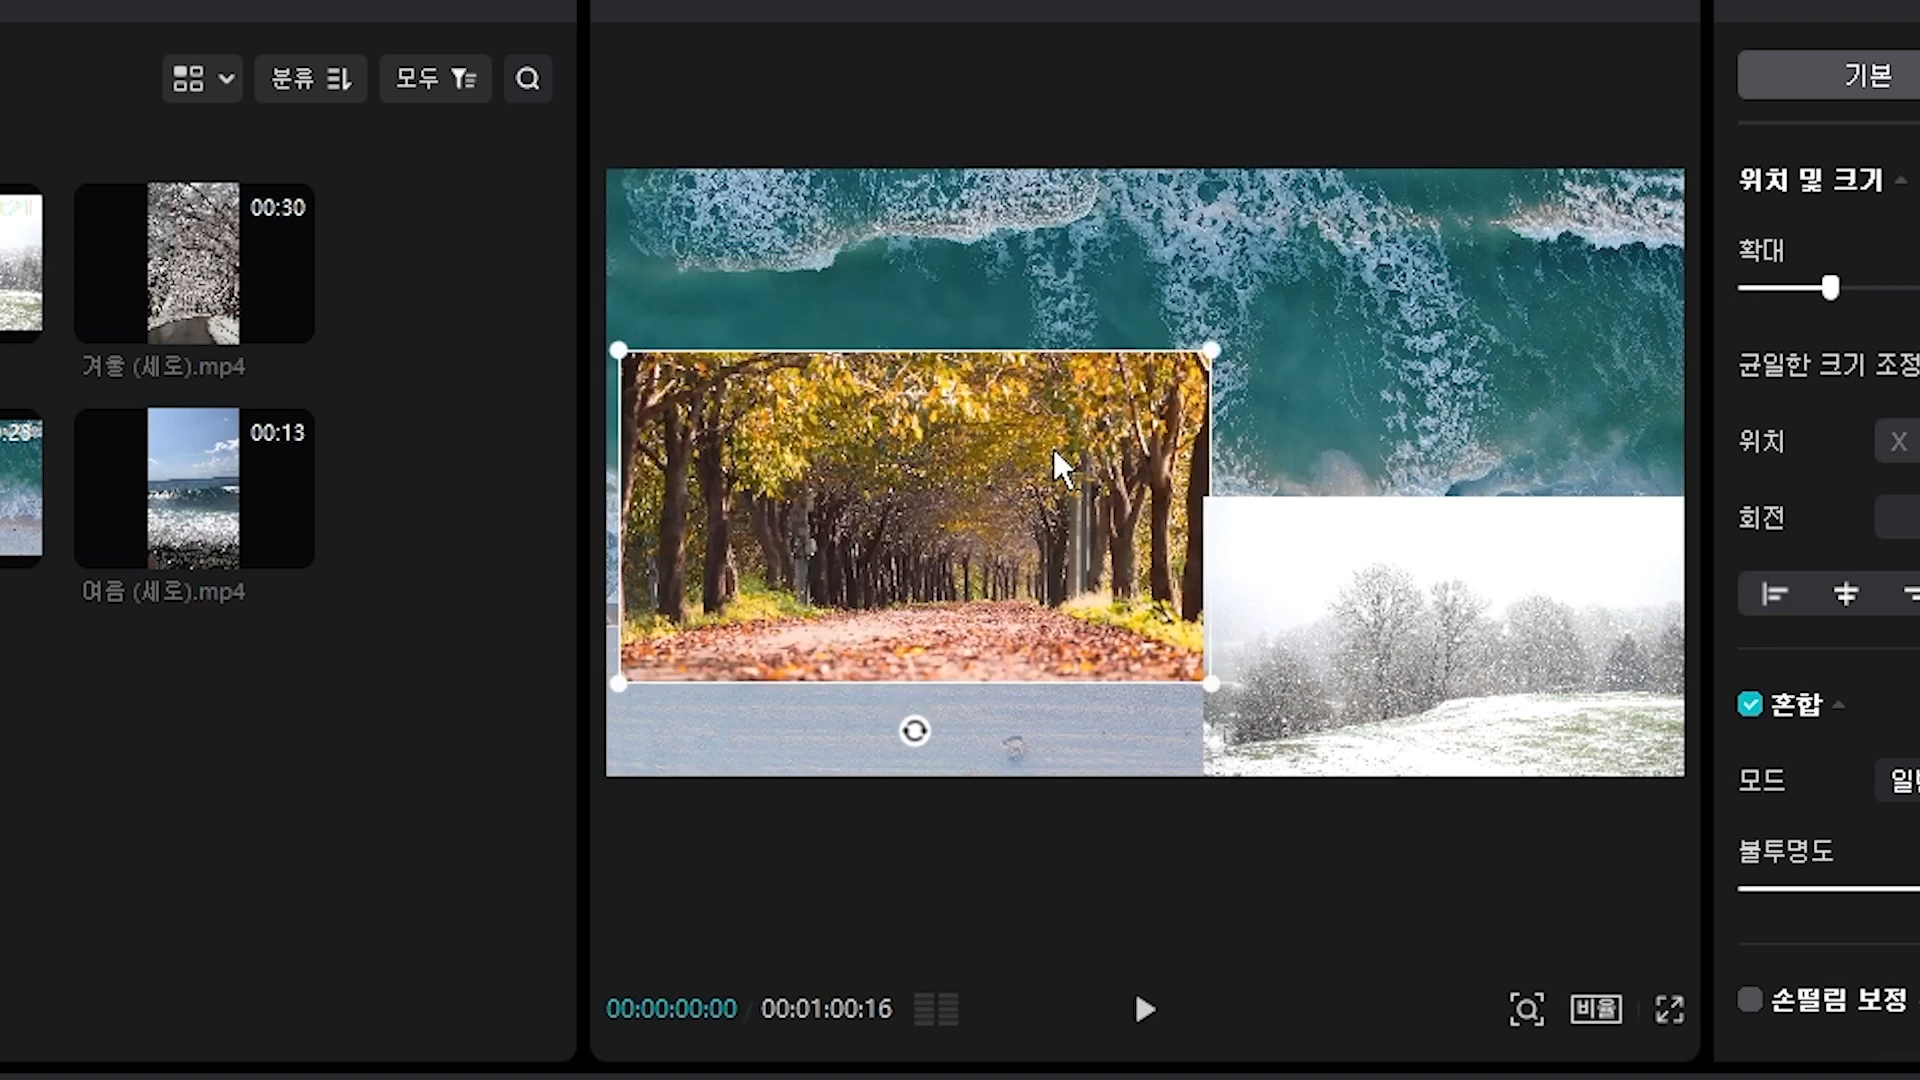 분류
모두
00:30
겨울 (세로).mp4
:28
00:13
여름 (세로).mp4
00:00:00:00 / 00:01:00:16
비율
기본
위치 및 크기
확대
균일한 크기 조정
위치 X
회전
혼합
모드
불투명도
손떨림 보정